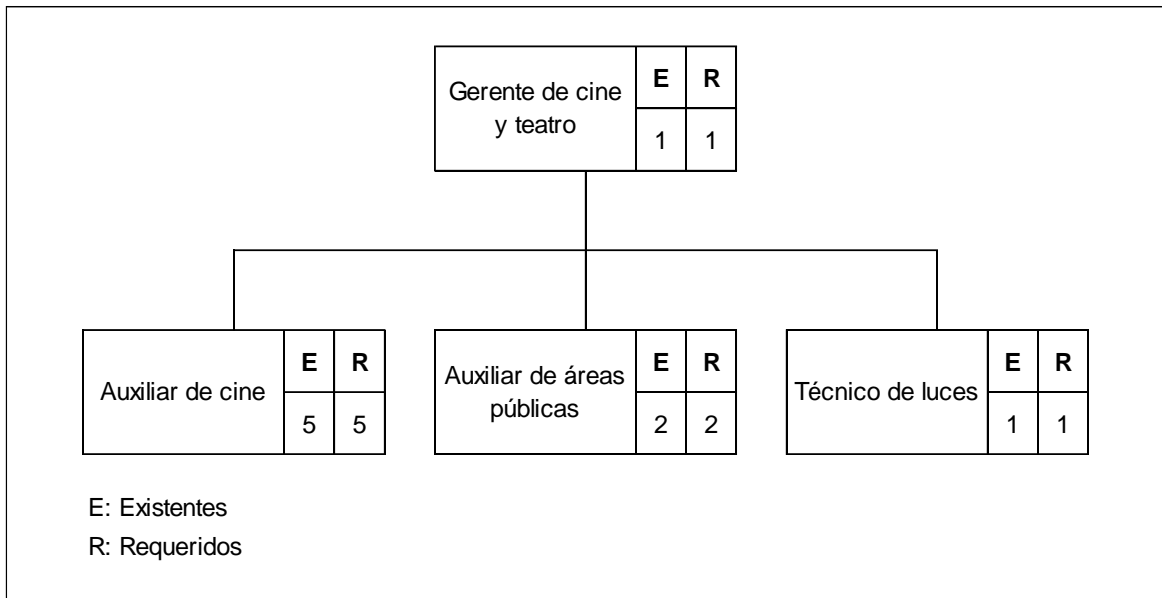 Gerente de cine
y teatro
E R
1 1
Auxiliar de cine
E R
5 5
Auxiliar de áreas
públicas
E R
2 2
Técnico de luces
E R
1 1
E: Existentes
R: Requeridos